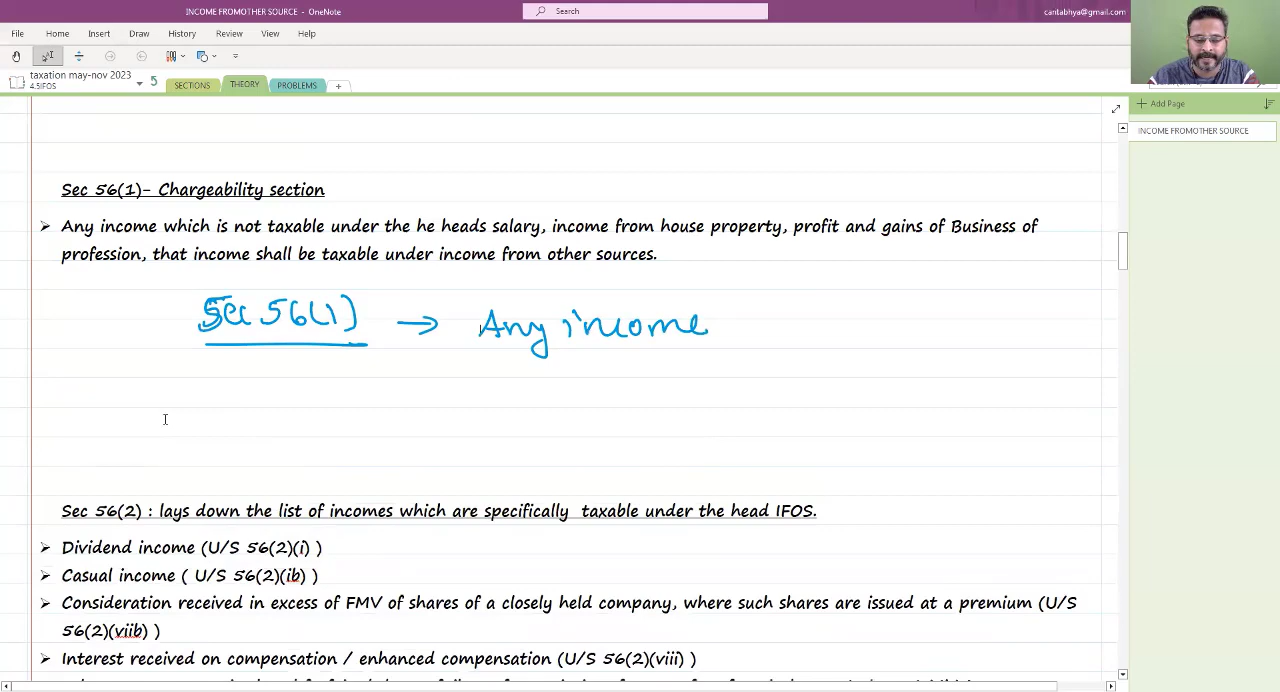 INCOME FROMOTHER SOURCE - OneNote
Search
cantabhya@gmail.com
File Home Insert Draw History Review View Help
taxation may-nov 2023
4.5IFOS
SECTIONS THEORY PROBLEMS +
Add Page
INCOME FROMOTHER SOURCE
Sec 56(1)- Chargeability section
➤ Any income which is not taxable under the he heads salary, income from house property, profit and gains of Business of
profession, that income shall be taxable under income from other sources.
Sec 56(1) → Any income
Sec 56(2) : lays down the list of incomes which are specifically taxable under the head IFOS.
➤ Dividend income (U/S 56(2)(i) )
➤ Casual income ( U/S 56(2)(ib) )
➤ Consideration received in excess of FMV of shares of a closely held company, where such shares are issued at a premium (U/S
56(2)(viib) )
➤ Interest received on compensation / enhanced compensation (U/S 56(2)(viii) )